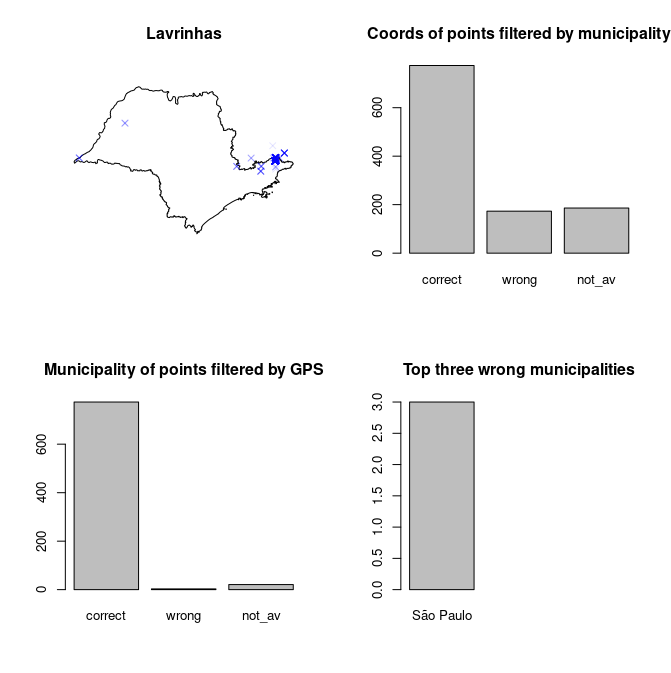 Lavrinhas
Coords of points filtered by municipality
600
400
200
0
correct wrong not_av
Municipality of points filtered by GPS
600
400
200
0
correct wrong not_av
Top three wrong municipalities
3.0
2.5
2.0
1.5
1.0
0.5
0.0
São Paulo